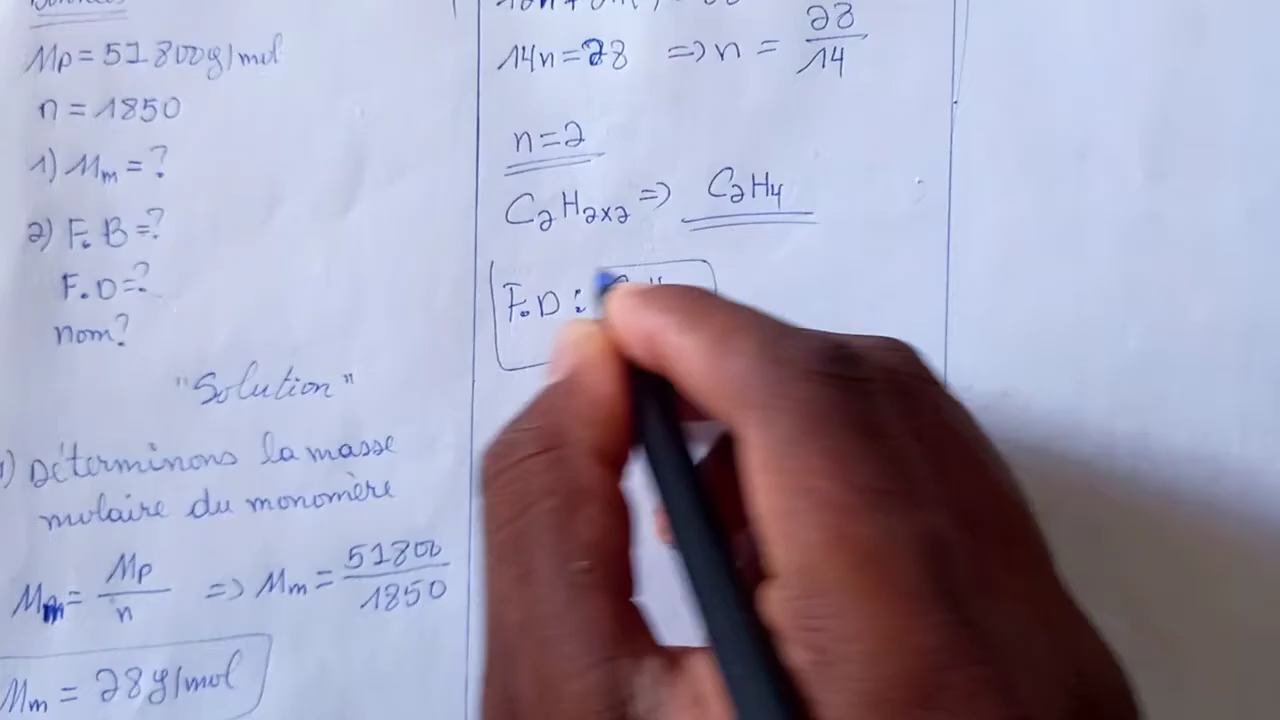 Données
Mp = 51800g/mol
n = 1850
1) Mm = ?
2) F.B = ?
F.D = ?
nom?
"Solution"
1) Déterminons la masse
molaire du monomère
Mm = Mp/n => Mm = 51800/1850
Mm = 28g/mol
14n = 28 => n = 28/14
n = 2
C2H2x2 => C2H4
F.D :